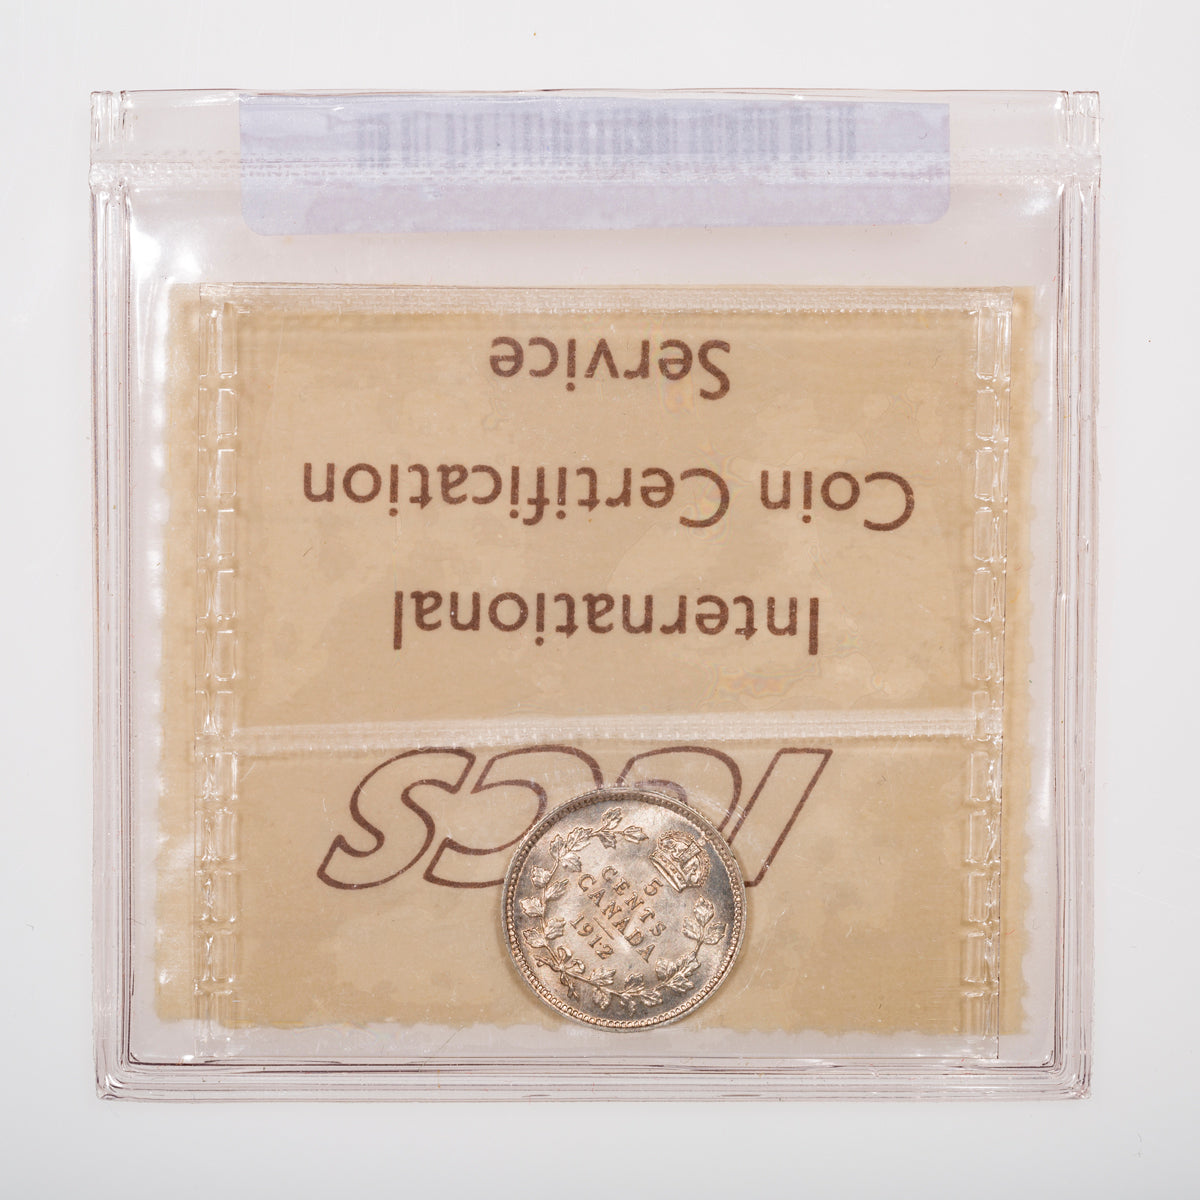 ICCS
International
Coin Certification
Service
5
CENTS
CANADA
1912